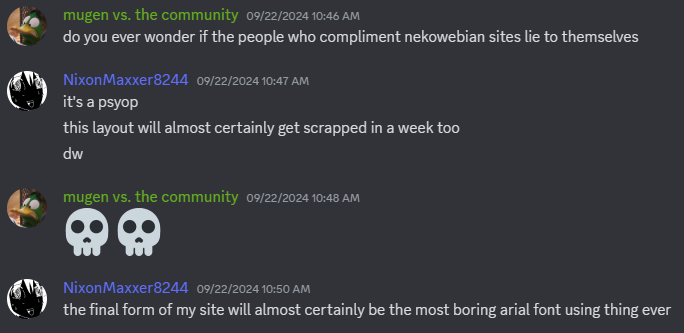 mugen vs. the community 09/22/2024 10:46 AM
do you ever wonder if the people who compliment nekowebian sites lie to themselves
NixonMaxxer8244 09/22/2024 10:47 AM
it's a psyop
this layout will almost certainly get scrapped in a week too
dw
mugen vs. the community 09/22/2024 10:48 AM
NixonMaxxer8244 09/22/2024 10:50 AM
the final form of my site will almost certainly be the most boring arial font using thing ever